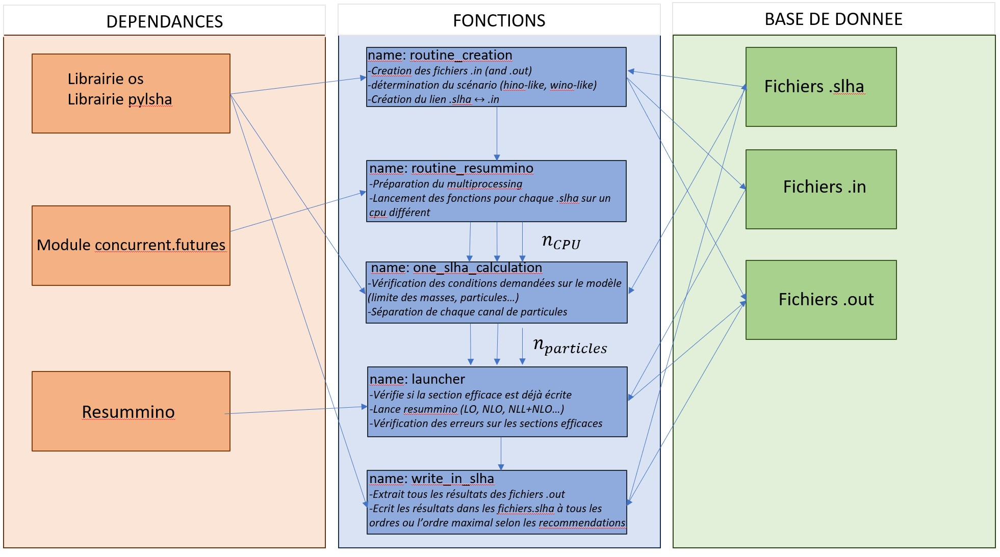 DEPENDANCES
Librairie os
Librairie pylsha
Module concurrent.futures
Resummino
FONCTIONS
name: routine_creation
-Creation des fichiers .in (and .out)
-détermination du scénario (hino-like, wino-like)
-Création du lien .slha ↔ .in
name: routine_resummino
-Préparation du multiprocessing
-Lancement des fonctions pour chaque .slha sur un
cpu différent
n_CPU
name: one_slha_calculation
-Vérification des conditions demandées sur le modèle
(limite des masses, particules…)
-Séparation de chaque canal de particules
n_particles
name: launcher
-Vérifie si la section efficace est déjà écrite
-Lance resummino (LO, NLO, NLL+NLO…)
-Vérification des erreurs sur les sections efficaces
name: write_in_slha
-Extrait tous les résultats des fichiers .out
-Ecrit les résultats dans les fichiers.slha à tous les
ordres ou l’ordre maximal selon les recommendations
BASE DE DONNEE
Fichiers .slha
Fichiers .in
Fichiers .out